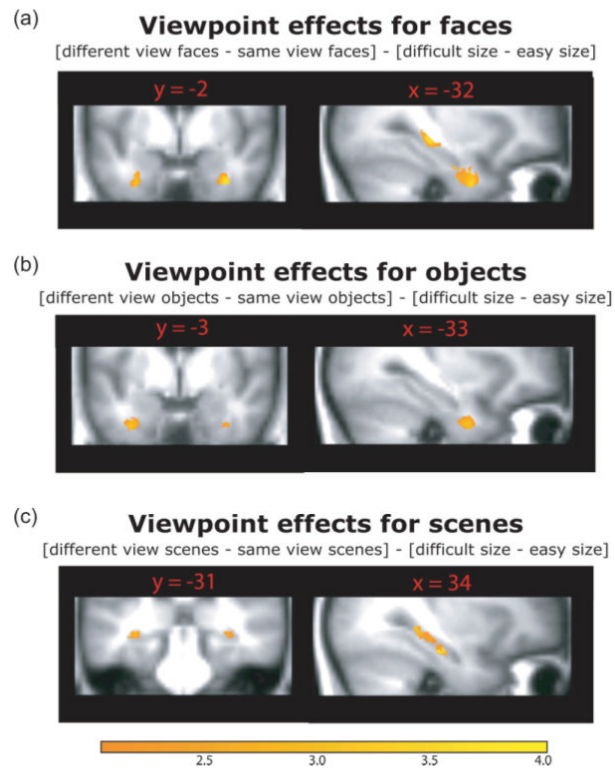 (a)
Viewpoint effects for faces
[different view faces - same view faces] - [difficult size - easy size]
y = -2
x = -32
(b)
Viewpoint effects for objects
[different view objects - same view objects] - [difficult size - easy size]
y = -3
x = -33
(c)
Viewpoint effects for scenes
[different view scenes - same view scenes] - [difficult size - easy size]
y = -31
x = 34
2.5 3.0 3.5 4.0